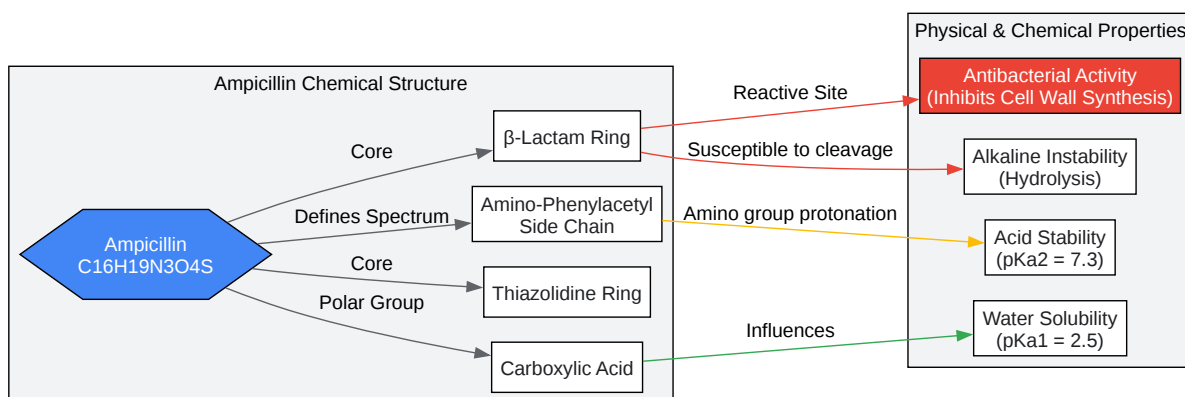 Physical & Chemical Properties
Ampicillin Chemical Structure
Antibacterial Activity
(Inhibits Cell Wall Synthesis)
Reactive Site
β-Lactam Ring
Core
Susceptible to cleavage
Alkaline Instability
(Hydrolysis)
Defines Spectrum
Amino-Phenylacetyl
Side Chain
Amino group protonation
Acid Stability
(pKa2 = 7.3)
Ampicillin
C16H19N3O4S
Core
Thiazolidine Ring
Polar Group
Influences
Water Solubility
(pKa1 = 2.5)
Carboxylic Acid